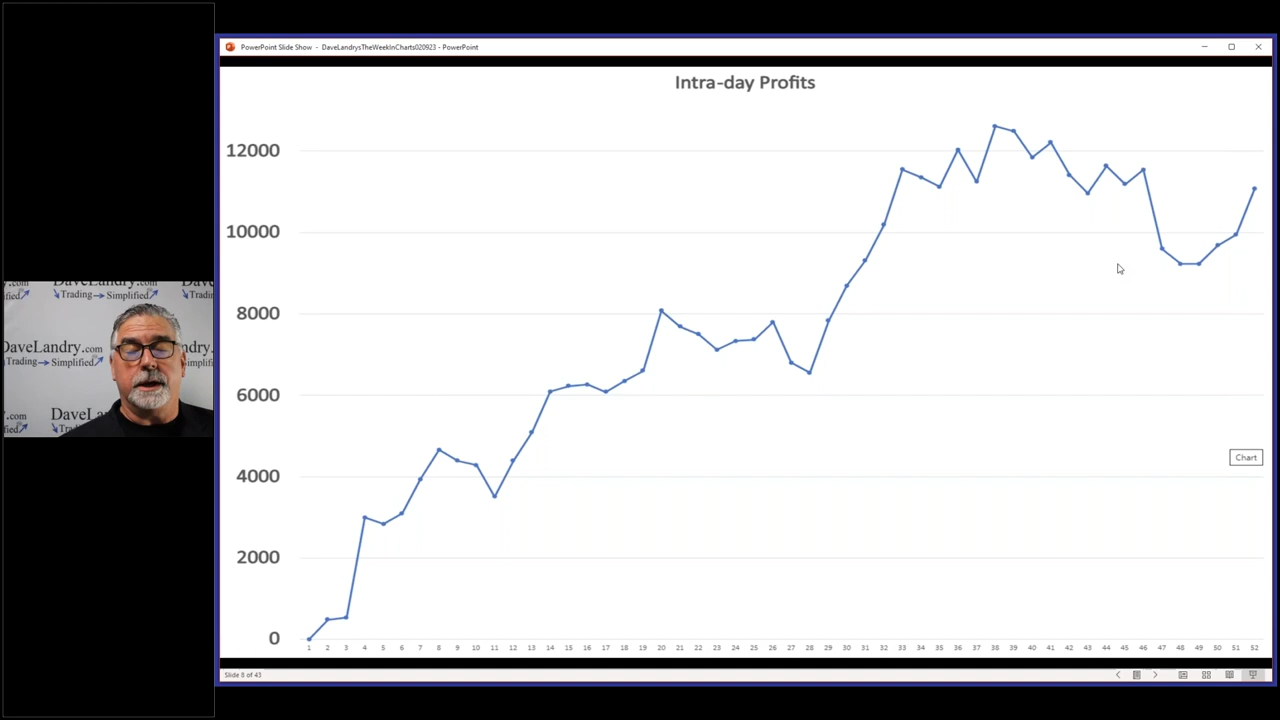 PowerPoint Slide Show - DaveLandrysTheWeekInCharts020923 - PowerPoint
Intra-day Profits
12000
10000
8000
6000
4000
2000
0
1 2 3 4 5 6 7 8 9 10 11 12 13 14 15 16 17 18 19 20 21 22 23 24 25 26 27 28 29 30 31 32 33 34 35 36 37 38 39 40 41 42 43 44 45 46 47 48 49 50 51 52
Chart
Slide 8 of 43
DaveLandry.com
Trading Simplified
DaveLandry.com
Trading Simplified